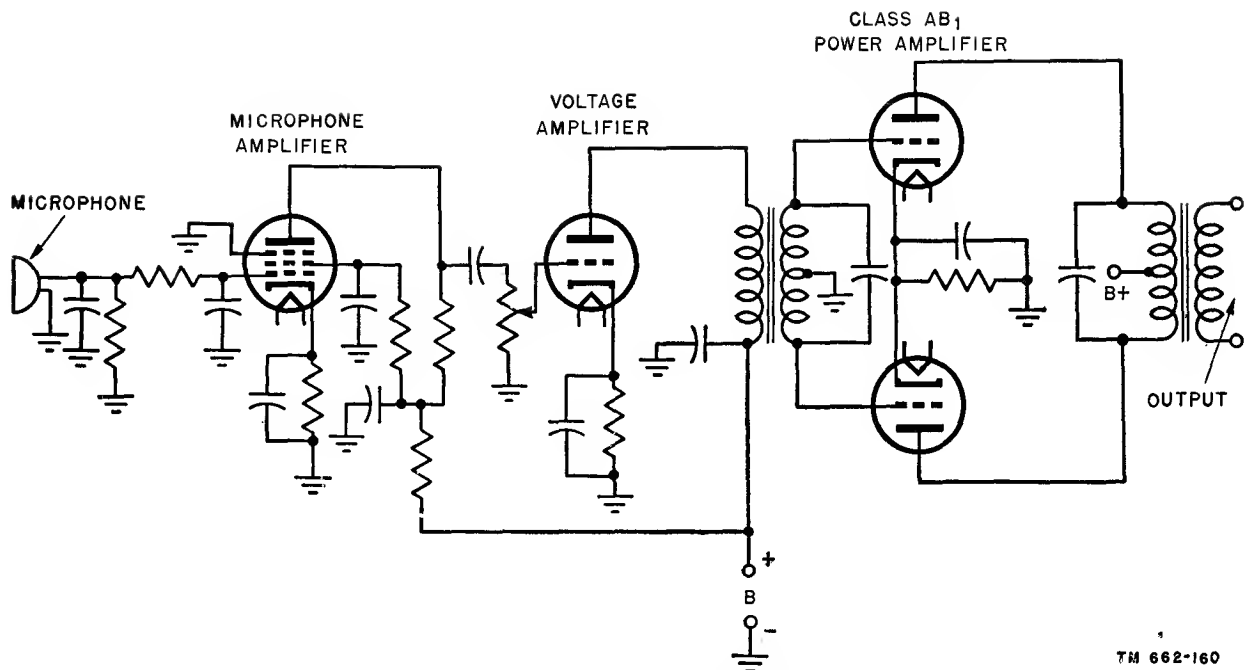 CLASS AB₁
POWER AMPLIFIER
VOLTAGE
AMPLIFIER
MICROPHONE
AMPLIFIER
MICROPHONE
B+
OUTPUT
+
B
-
TM 662-160